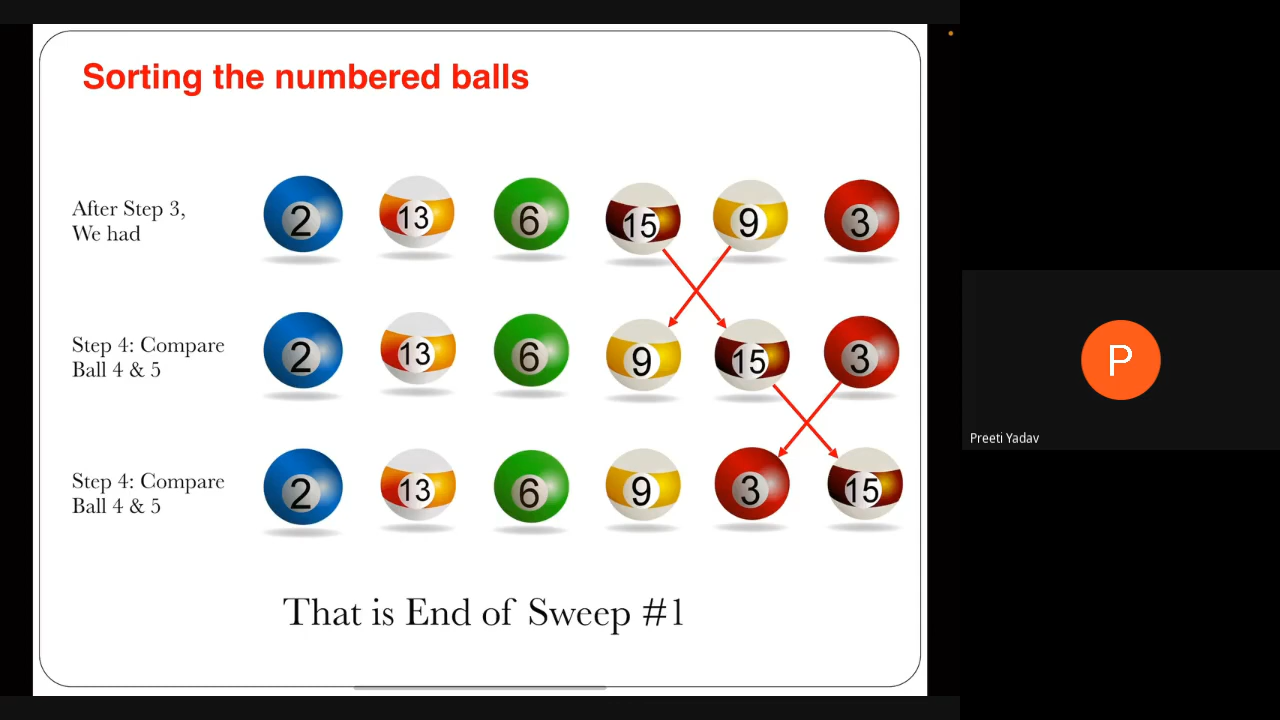 Sorting the numbered balls
After Step 3,
We had
2 13 6 15 9 3
Step 4: Compare
Ball 4 & 5
2 13 6 9 15 3
Step 4: Compare
Ball 4 & 5
2 13 6 9 3 15
That is End of Sweep #1
P
Preeti Yadav